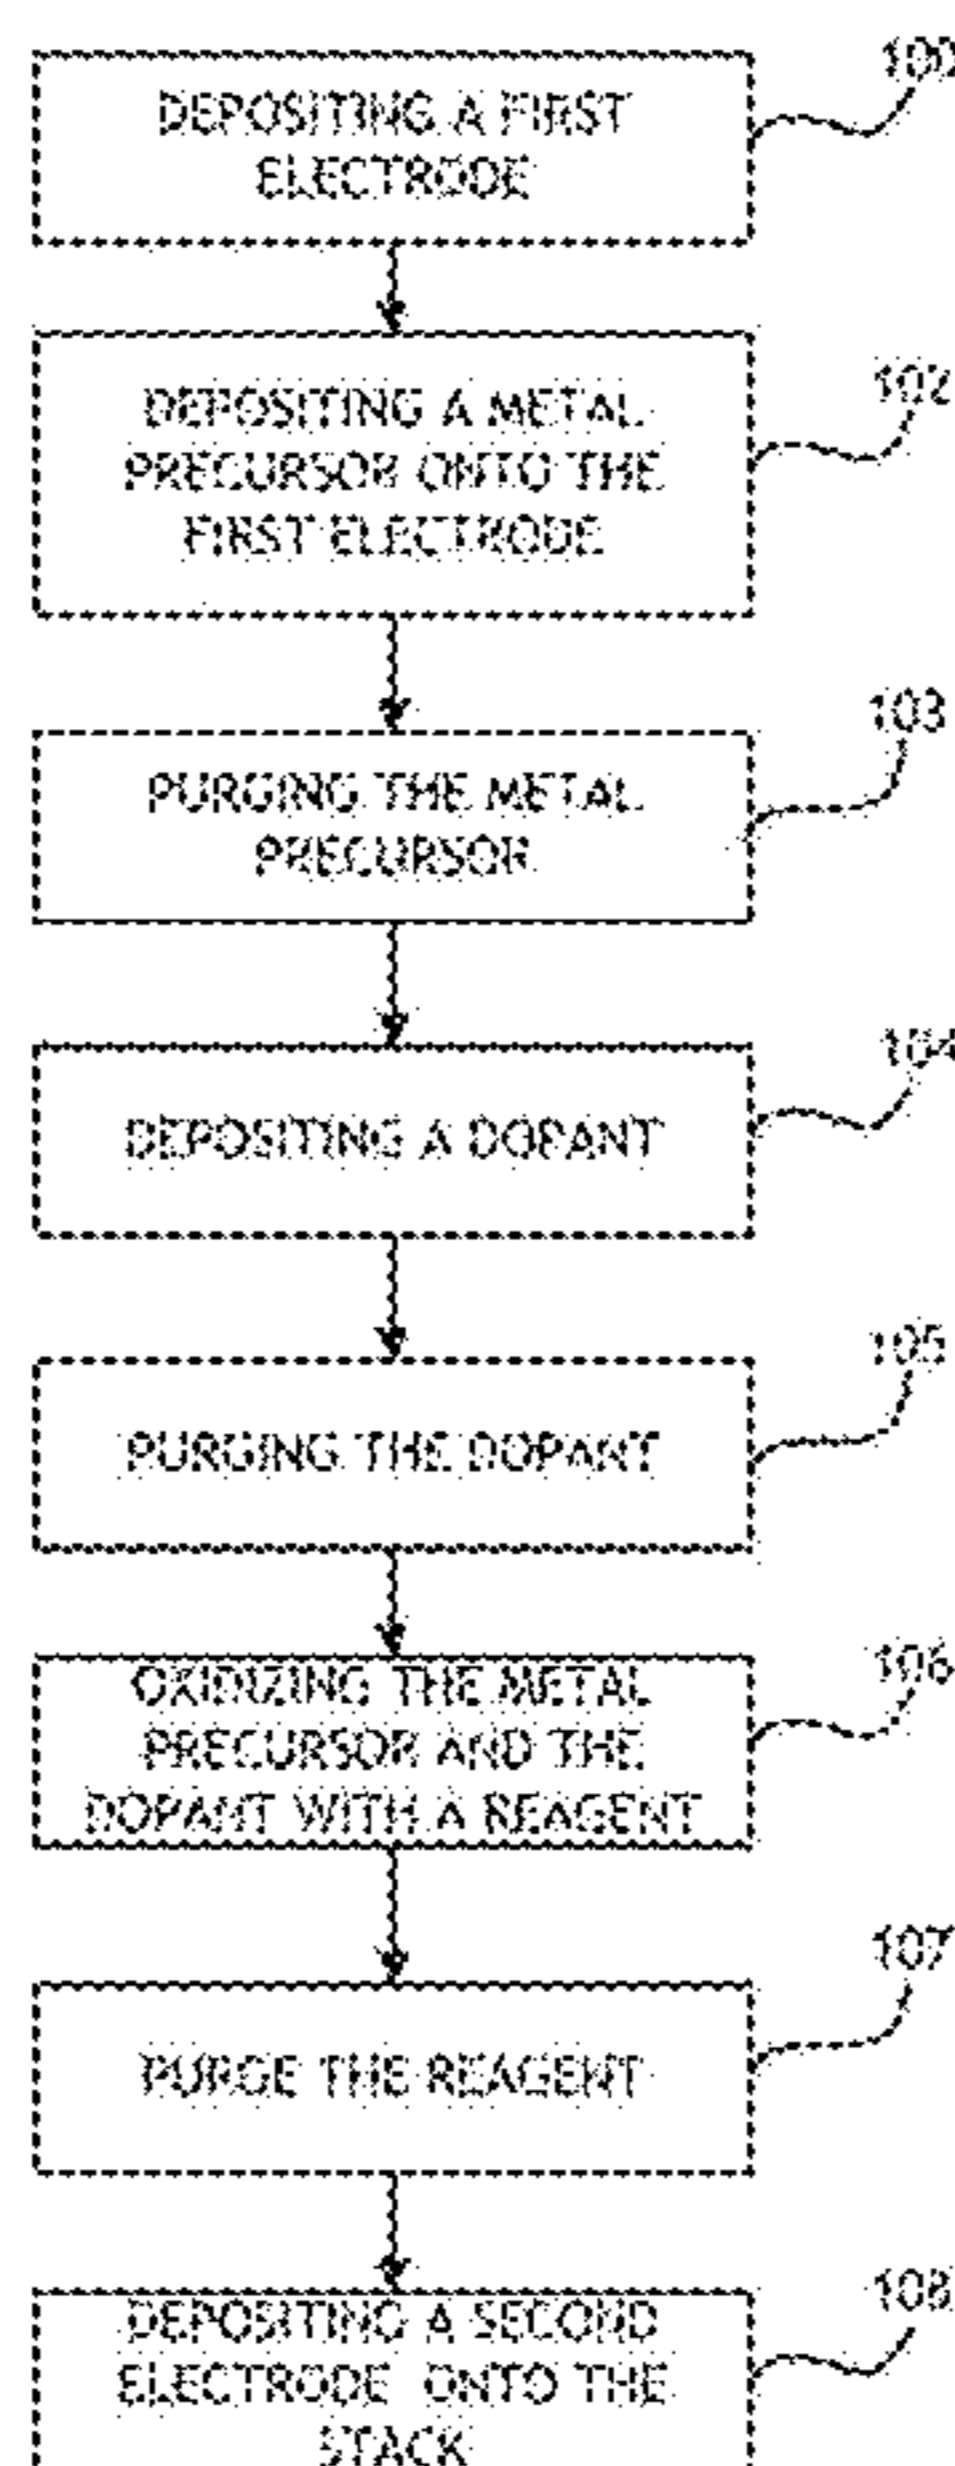 100
DEPOSITING A FIRST
ELECTRODE
102
DEPOSITING A METAL
PRECURSOR ONTO THE
FIRST ELECTRODE
103
PURGING THE METAL
PRECURSOR
104
DEPOSITING A DOPANT
105
PURGING THE DOPANT
106
OXIDIZING THE METAL
PRECURSOR AND THE
DOPANT WITH A REAGENT
107
PURGE THE REAGENT
108
DEPOSITING A SECOND
ELECTRODE ONTO THE
STACK